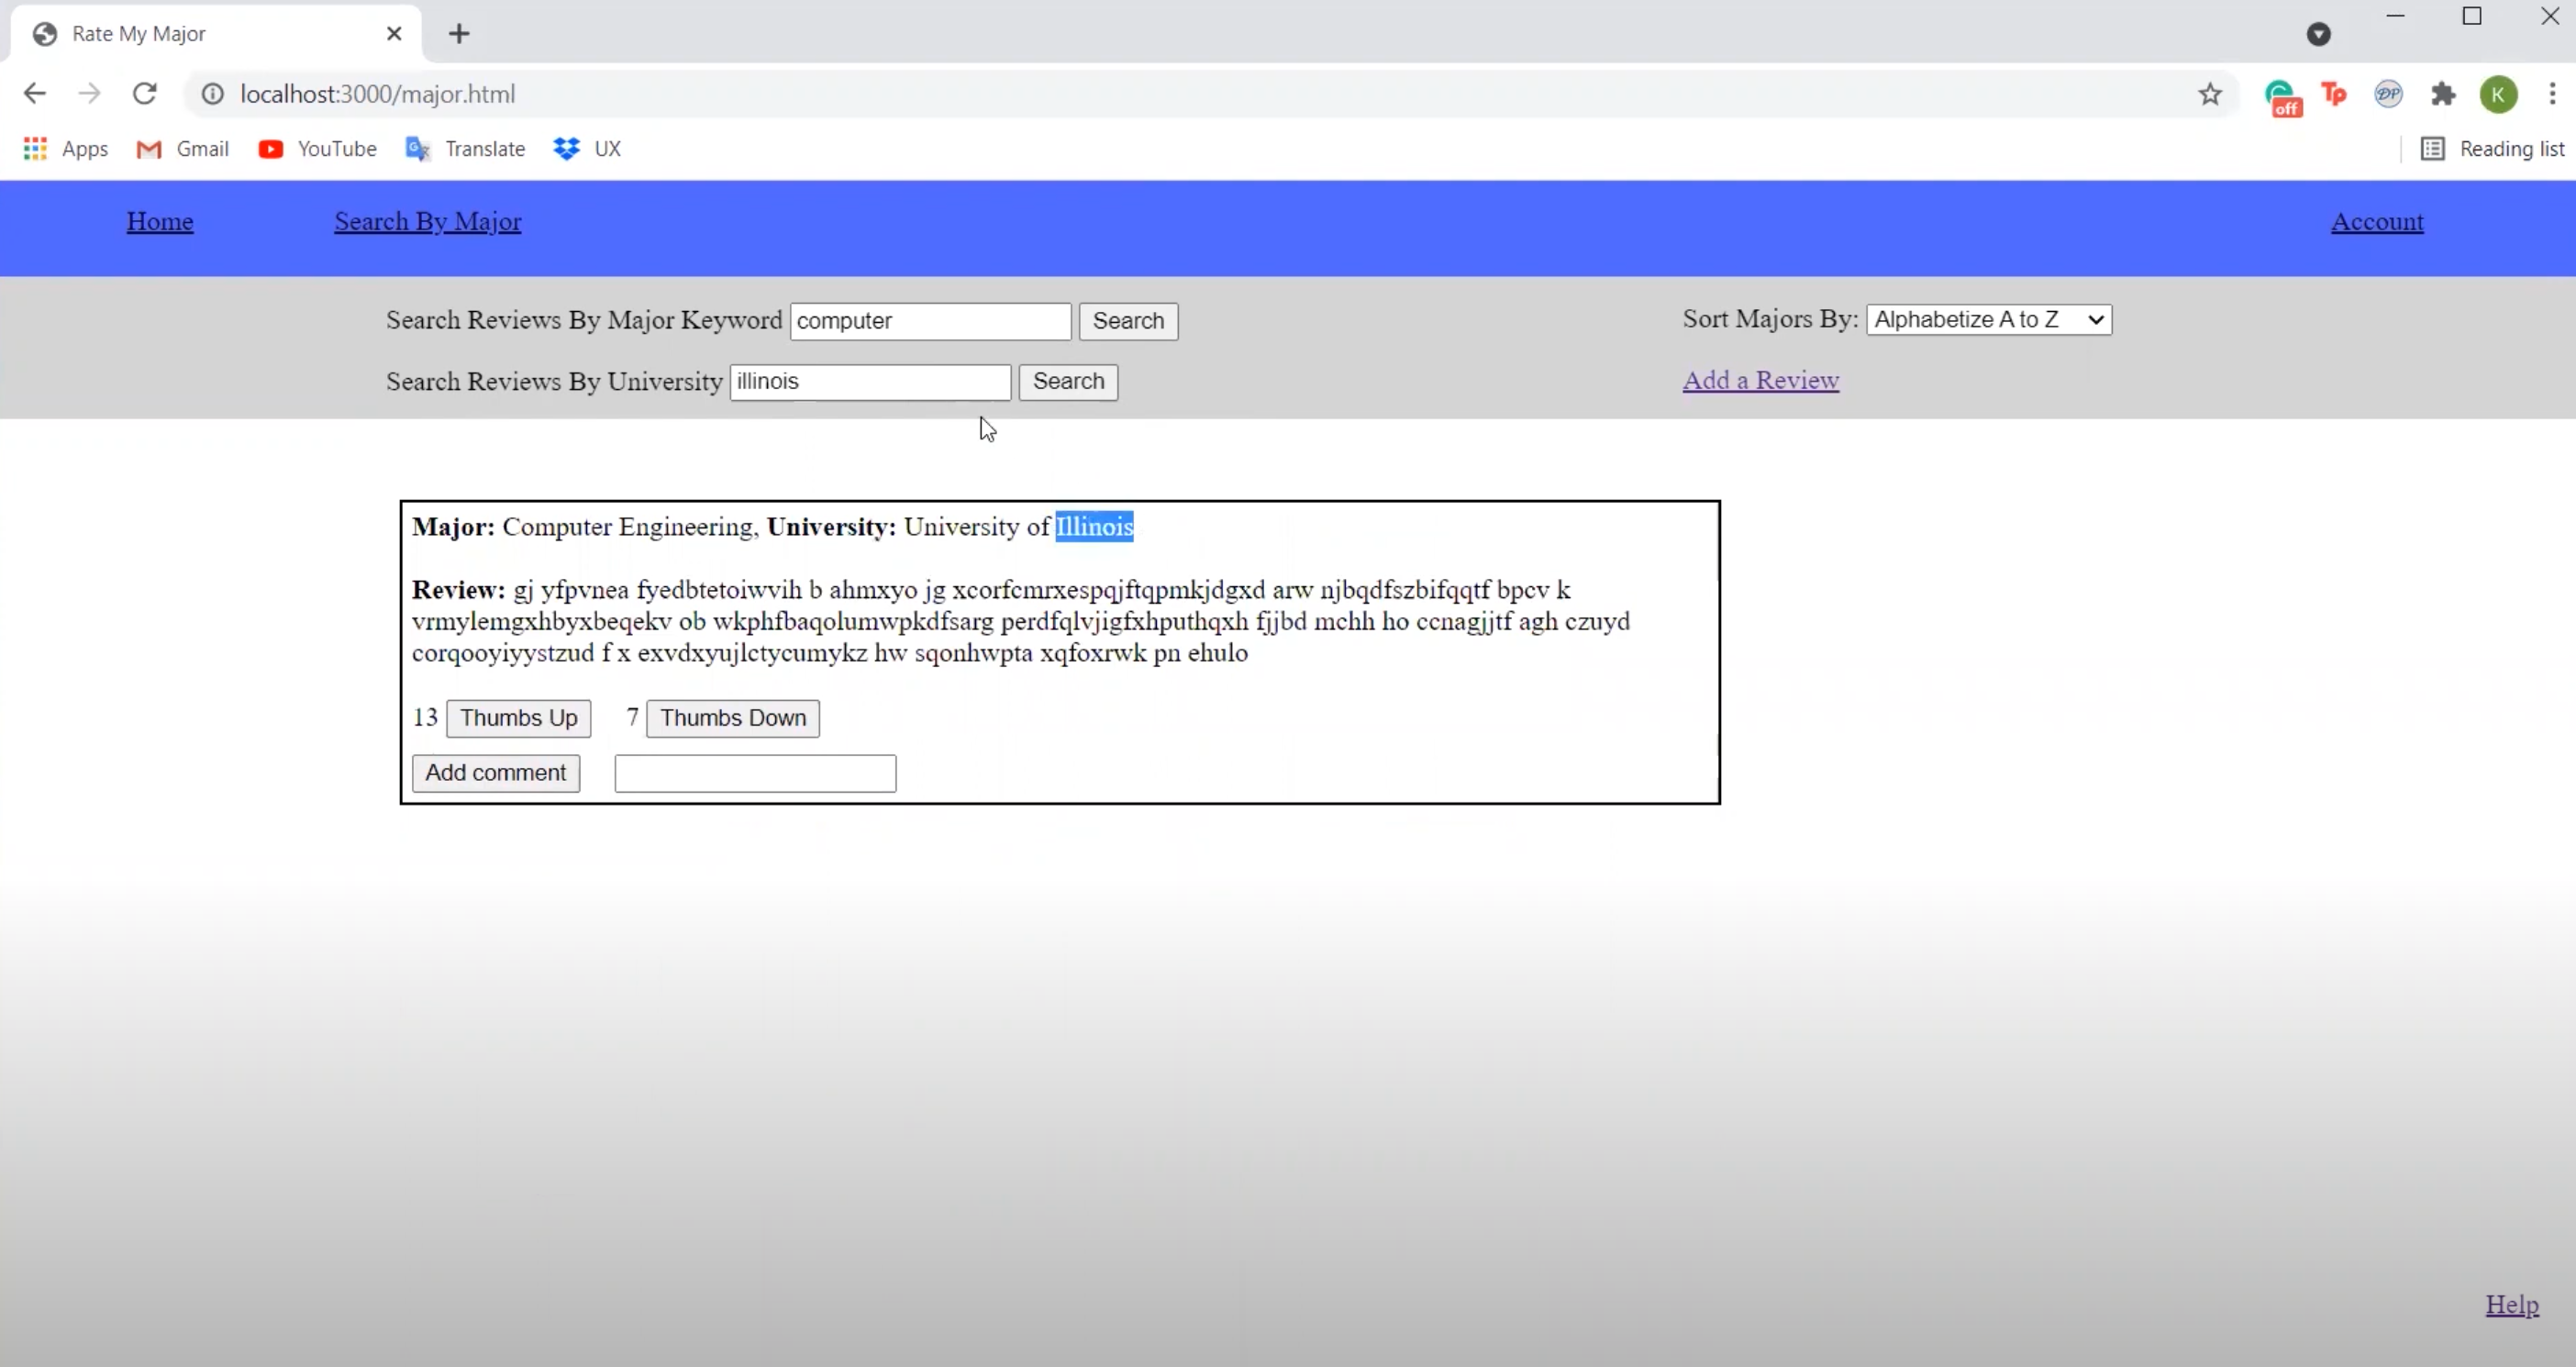 Rate My Major
localhost:3000/major.html
off Tp DP K
Apps Gmail YouTube Translate UX Reading list
Home Search By Major Account
Search Reviews By Major Keyword computer Search Sort Majors By: Alphabetize A to Z
Search Reviews By University illinois Search Add a Review
Major: Computer Engineering, University: University of Illinois
Review: gj yfpvnea fyedbtetoiwvih b ahmxyo jg xcorfcmrxespqjftqpmkjdgxd arw njbqdfszbifqqtf bpcv k
vrmylemgxhbyxbeqekv ob wkphfbaqolumwpkdfsarg perdfqlvjigfxhputhqxh fjjbd mchh ho ccnagjjtf agh czuyd
corqooyiyystzud f x exvdxyujlctycumykz hw sqonhwpta xqfoxrwk pn ehulo
13 Thumbs Up 7 Thumbs Down
Add comment
Help